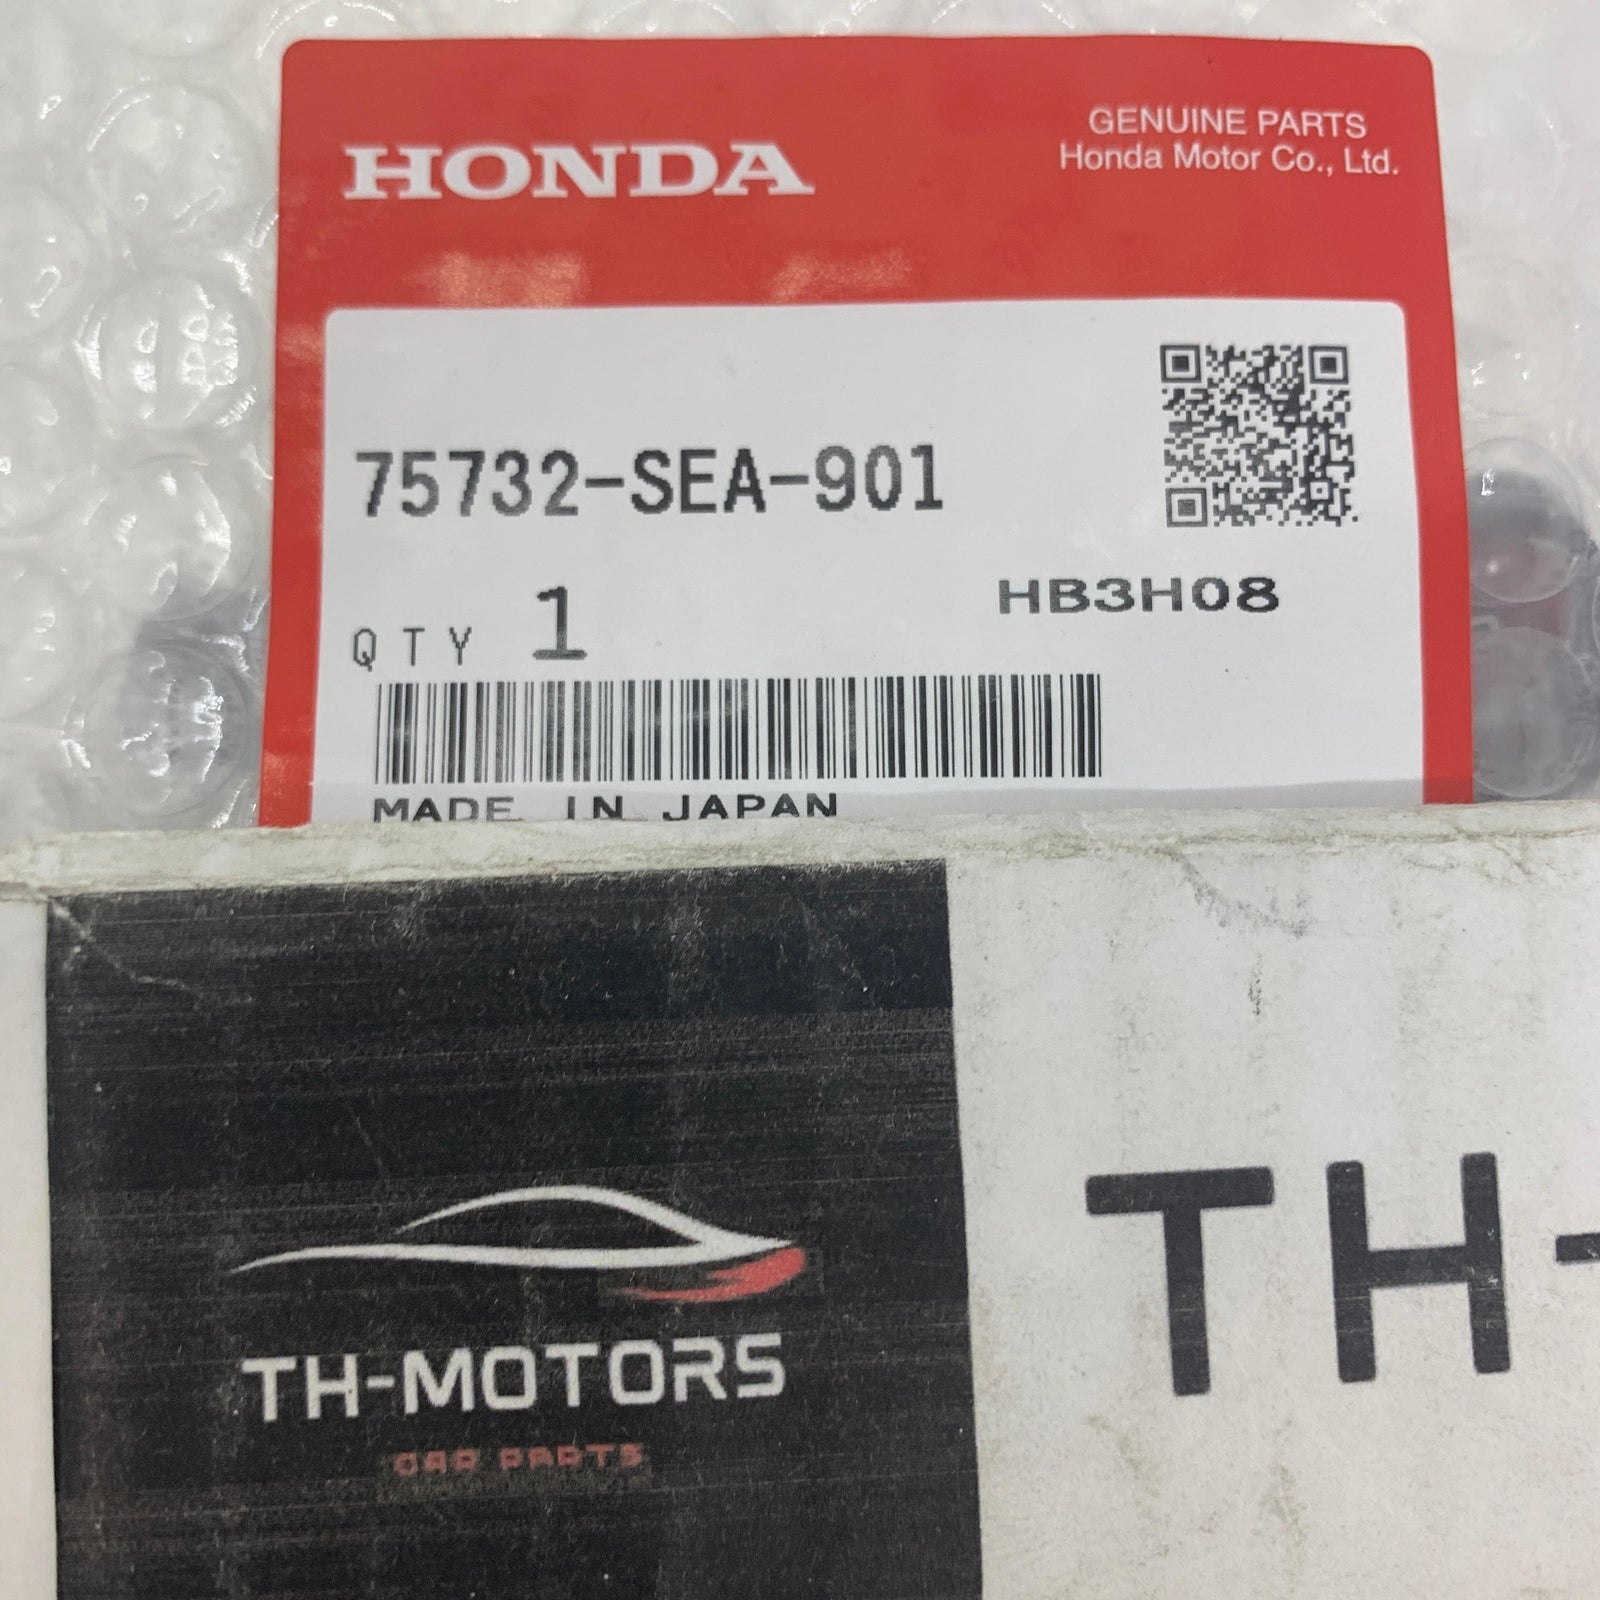 HONDA
GENUINE PARTS
Honda Motor Co., Ltd.
75732-SEA-901
HB3H08
QTY 1
MADE IN JAPAN
TH-MOTORS
CAR PARTS
TH-